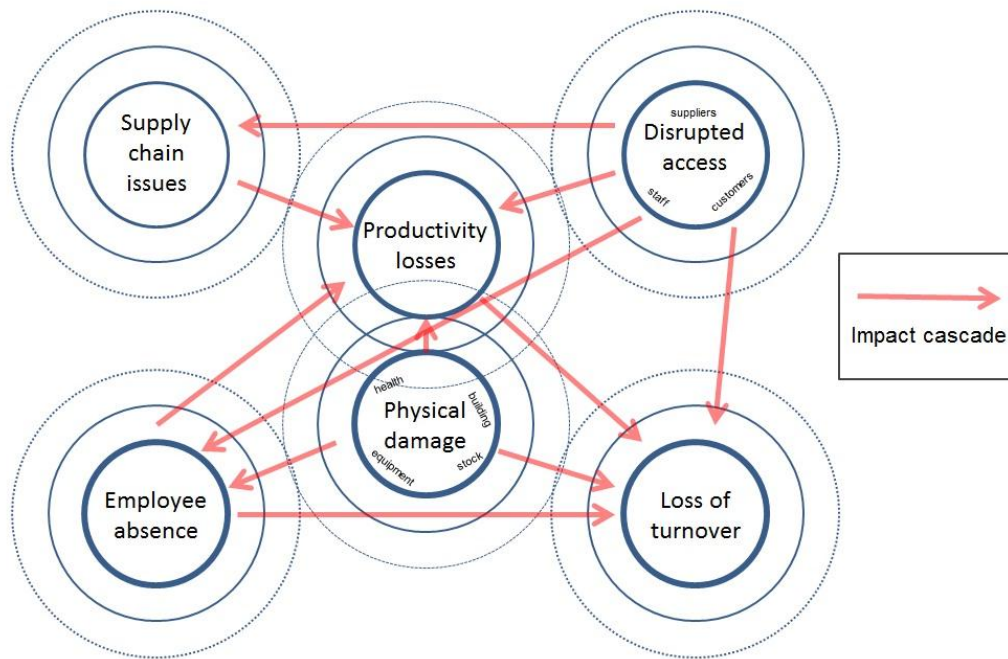 Supply
chain
issues
suppliers
Disrupted
access
staff
customers
Productivity
losses
Impact cascade
health
building
Physical
damage
equipment
stock
Employee
absence
Loss of
turnover